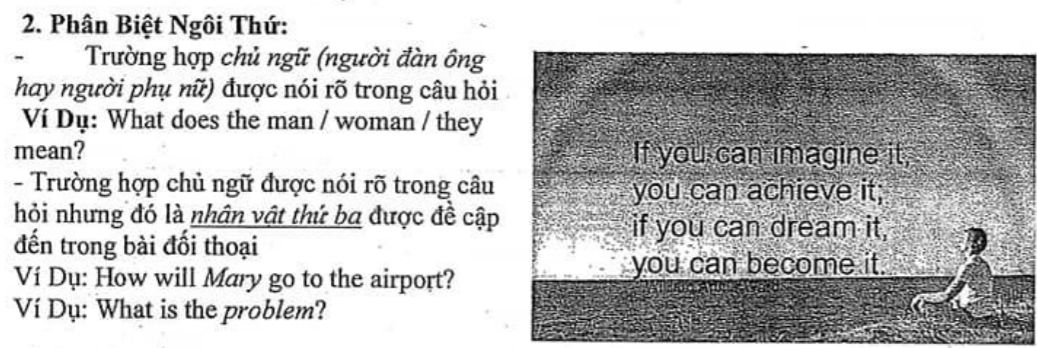 2. Phân Biệt Ngôi Thứ:
- Trường hợp chủ ngữ (người đàn ông
hay người phụ nữ) được nói rõ trong câu hỏi
Ví Dụ: What does the man / woman / they
mean?
- Trường hợp chủ ngữ được nói rõ trong câu
hỏi nhưng đó là nhân vật thứ ba được đề cập
đến trong bài đối thoại
Ví Dụ: How will Mary go to the airport?
Ví Dụ: What is the problem?
If you can imagine it,
you can achieve it;
if you can dream it,
you can become it.